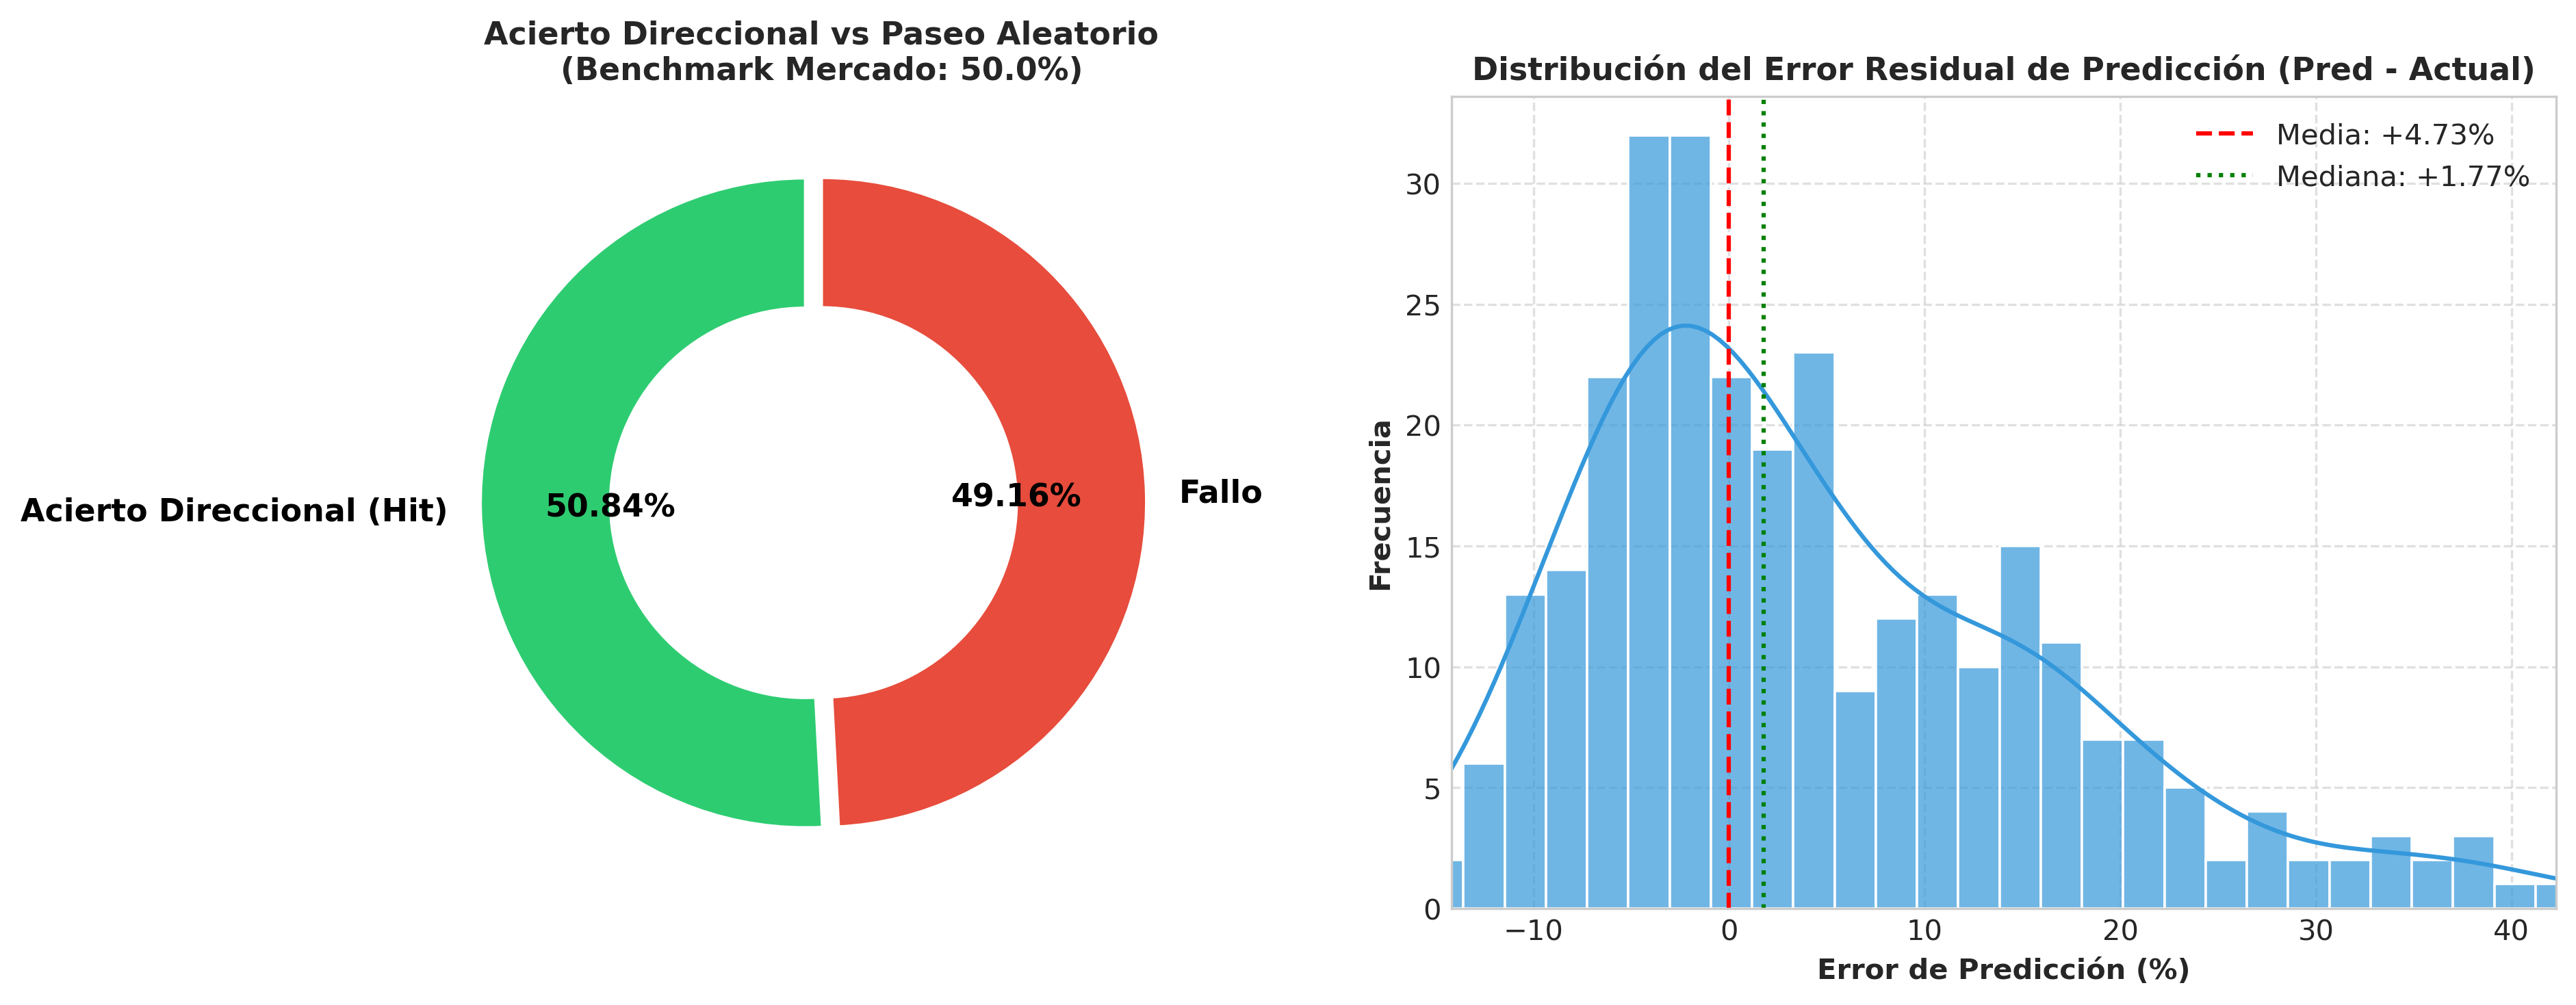 Acierto Direccional vs Paseo Aleatorio
(Benchmark Mercado: 50.0%)
Acierto Direccional (Hit)
50.84%
49.16%
Fallo
Distribución del Error Residual de Predicción (Pred - Actual)
Media: +4.73%
Mediana: +1.77%
Frecuencia
30
25
20
15
10
5
0
−10
0
10
20
30
40
Error de Predicción (%)